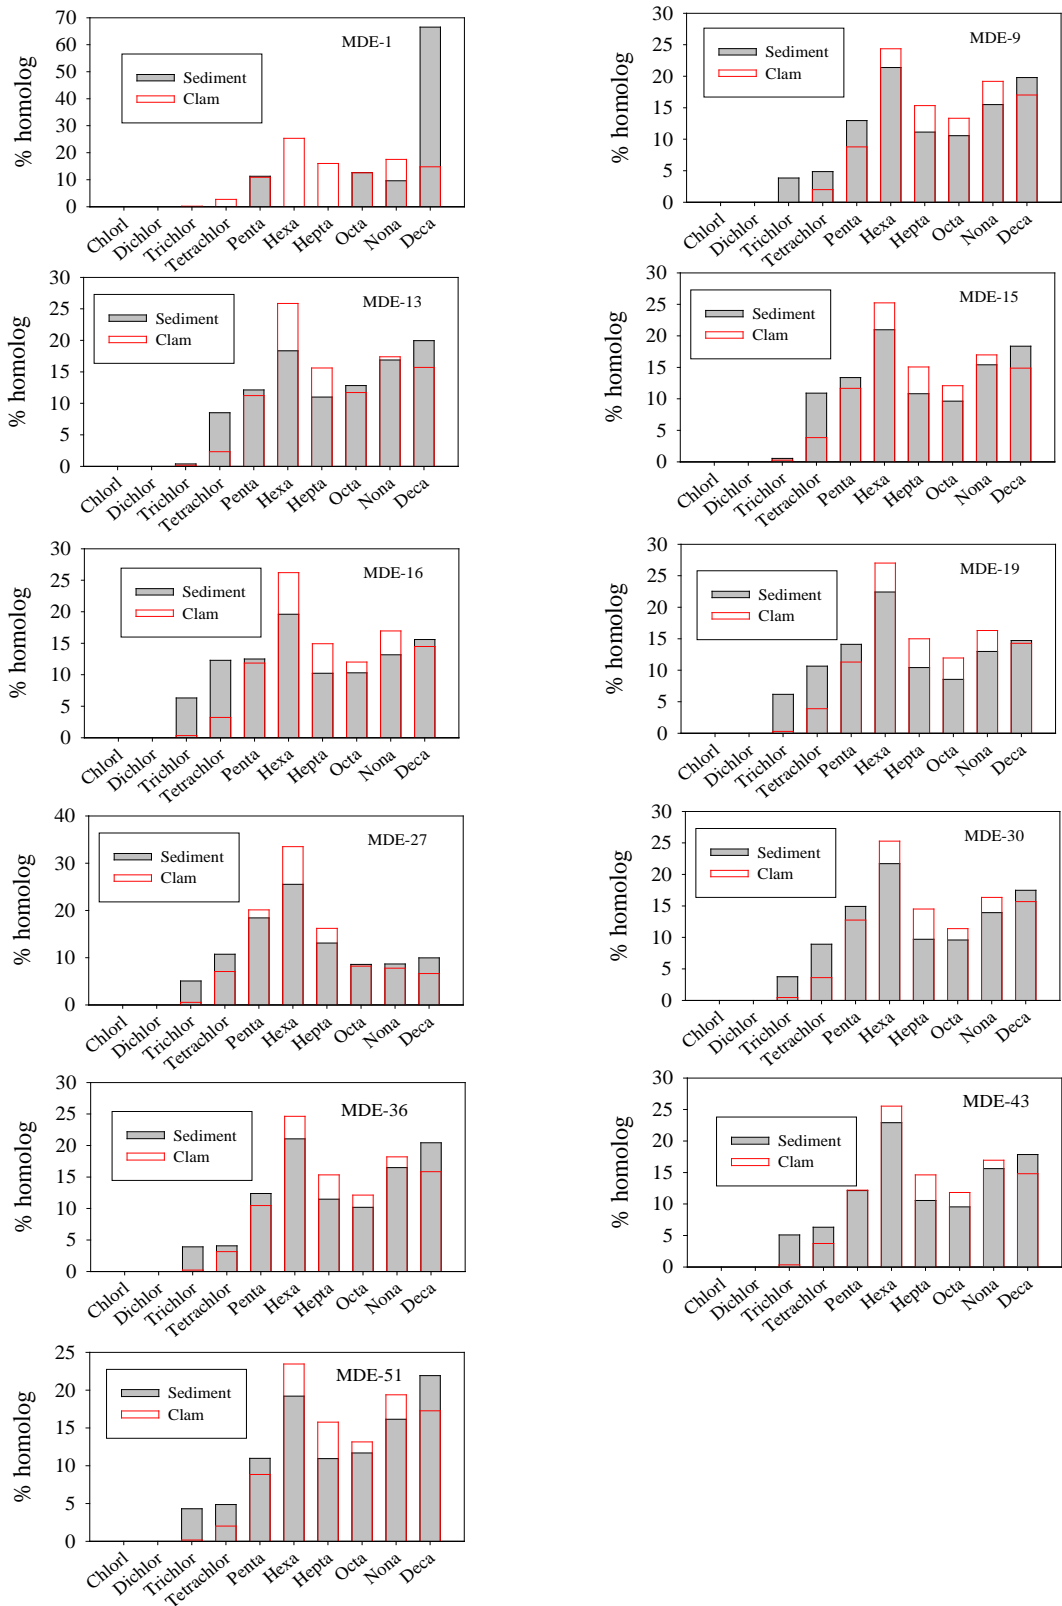 MDE-1
% homolog
70
60
50
40
30
20
10
0
Sediment
Clam
Chlorl
Dichlor
Trichlor
Tetrachlor
Penta
Hexa
Hepta
Octa
Nona
Deca
MDE-9
% homolog
30
25
20
15
10
5
0
Sediment
Clam
Chlorl
Dichlor
Trichlor
Tetrachlor
Penta
Hexa
Hepta
Octa
Nona
Deca
MDE-13
% homolog
30
25
20
15
10
5
0
Sediment
Clam
Chlorl
Dichlor
Trichlor
Tetrachlor
Penta
Hexa
Hepta
Octa
Nona
Deca
MDE-15
% homolog
30
25
20
15
10
5
0
Sediment
Clam
Chlorl
Dichlor
Trichlor
Tetrachlor
Penta
Hexa
Hepta
Octa
Nona
Deca
MDE-16
% homolog
30
25
20
15
10
5
0
Sediment
Clam
Chlorl
Dichlor
Trichlor
Tetrachlor
Penta
Hexa
Hepta
Octa
Nona
Deca
MDE-19
% homolog
30
25
20
15
10
5
0
Sediment
Clam
Chlorl
Dichlor
Trichlor
Tetrachlor
Penta
Hexa
Hepta
Octa
Nona
Deca
MDE-27
% homolog
40
30
20
10
0
Sediment
Clam
Chlorl
Dichlor
Trichlor
Tetrachlor
Penta
Hexa
Hepta
Octa
Nona
Deca
MDE-30
% homolog
30
25
20
15
10
5
0
Sediment
Clam
Chlorl
Dichlor
Trichlor
Tetrachlor
Penta
Hexa
Hepta
Octa
Nona
Deca
MDE-36
% homolog
30
25
20
15
10
5
0
Sediment
Clam
Chlorl
Dichlor
Trichlor
Tetrachlor
Penta
Hexa
Hepta
Octa
Nona
Deca
MDE-43
% homolog
30
25
20
15
10
5
0
Sediment
Clam
Chlorl
Dichlor
Trichlor
Tetrachlor
Penta
Hexa
Hepta
Octa
Nona
Deca
MDE-51
% homolog
25
20
15
10
5
0
Sediment
Clam
Chlorl
Dichlor
Trichlor
Tetrachlor
Penta
Hexa
Hepta
Octa
Nona
Deca